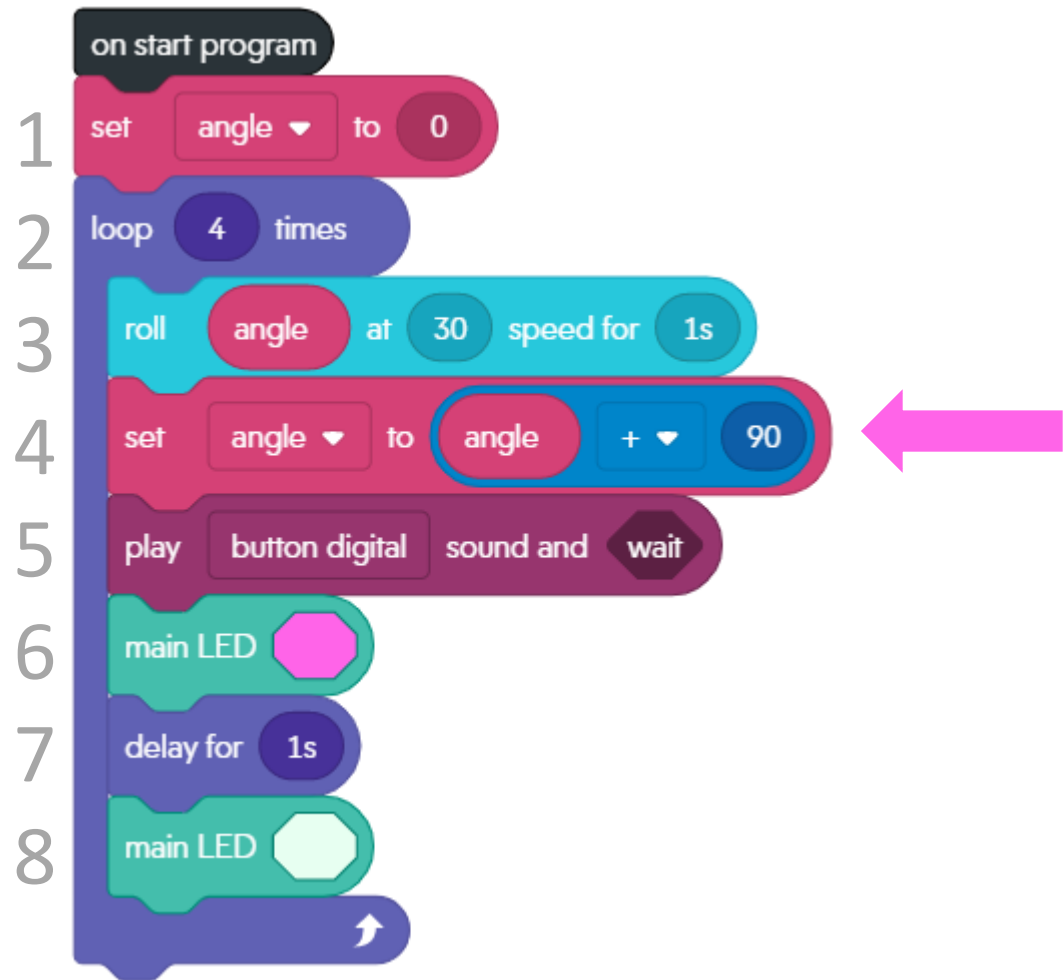 on start program
1 set angle to 0
2 loop 4 times
3 roll angle at 30 speed for 1s
4 set angle to angle + 90
5 play button digital sound and wait
6 main LED
7 delay for 1s
8 main LED